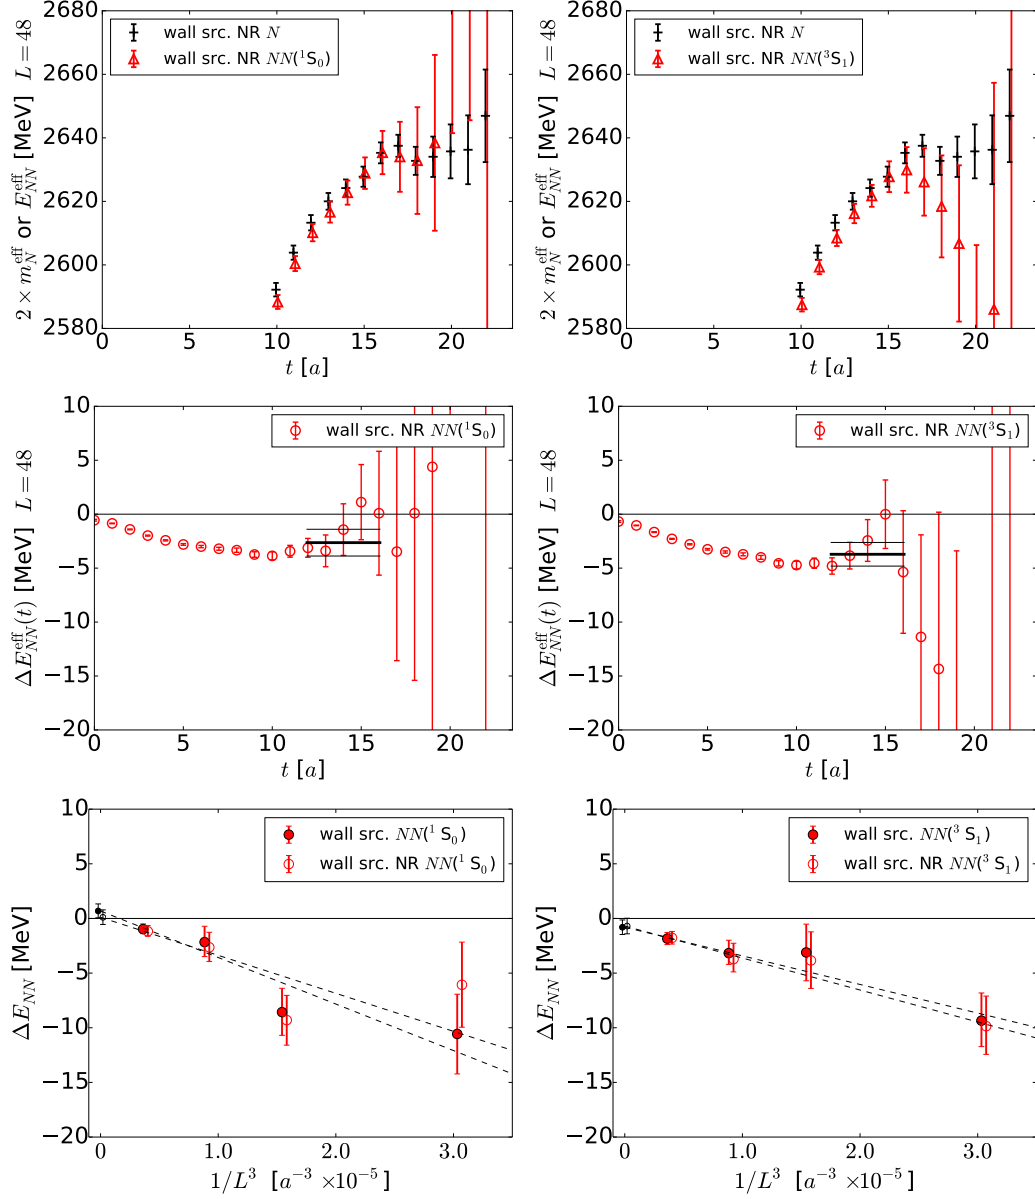 2680
2660
2640
2620
2600
2580
2 × m_N^eff or E_NN^eff [MeV] L = 48
wall src. NR N
wall src. NR NN(¹S₀)
0 5 10 15 20
t [a]
2680
2660
2640
2620
2600
2580
2 × m_N^eff or E_NN^eff [MeV] L = 48
wall src. NR N
wall src. NR NN(³S₁)
0 5 10 15 20
t [a]
10
5
0
−5
−10
−15
−20
ΔE_NN^eff(t) [MeV] L = 48
wall src. NR NN(¹S₀)
0 5 10 15 20
t [a]
10
5
0
−5
−10
−15
−20
ΔE_NN^eff(t) [MeV] L = 48
wall src. NR NN(³S₁)
0 5 10 15 20
t [a]
10
5
0
−5
−10
−15
−20
ΔE_NN [MeV]
wall src. NN(¹ S₀)
wall src. NR NN(¹ S₀)
0 1.0 2.0 3.0
1/L³ [a⁻³ ×10⁻⁵]
10
5
0
−5
−10
−15
−20
ΔE_NN [MeV]
wall src. NN(³ S₁)
wall src. NR NN(³ S₁)
0 1.0 2.0 3.0
1/L³ [a⁻³ ×10⁻⁵]